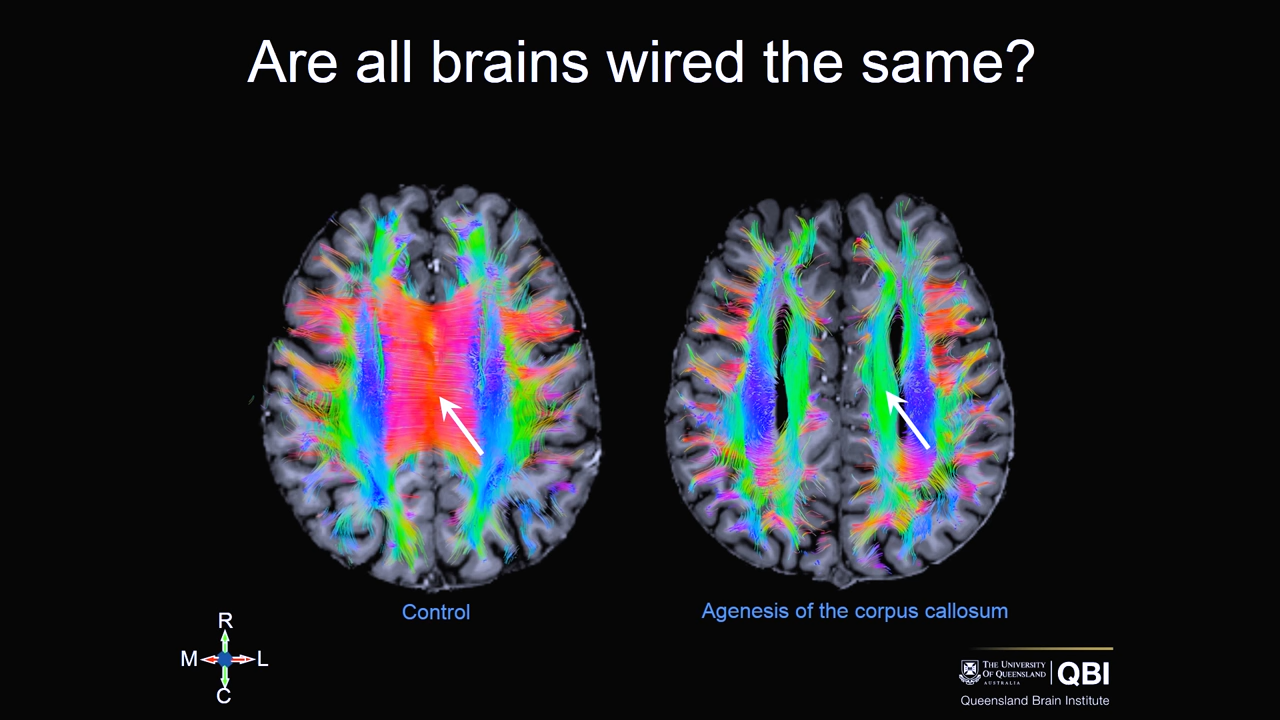 Are all brains wired the same?
Control
Agenesis of the corpus callosum
R
M L
C
THE UNIVERSITY
OF QUEENSLAND
AUSTRALIA
QBI
Queensland Brain Institute